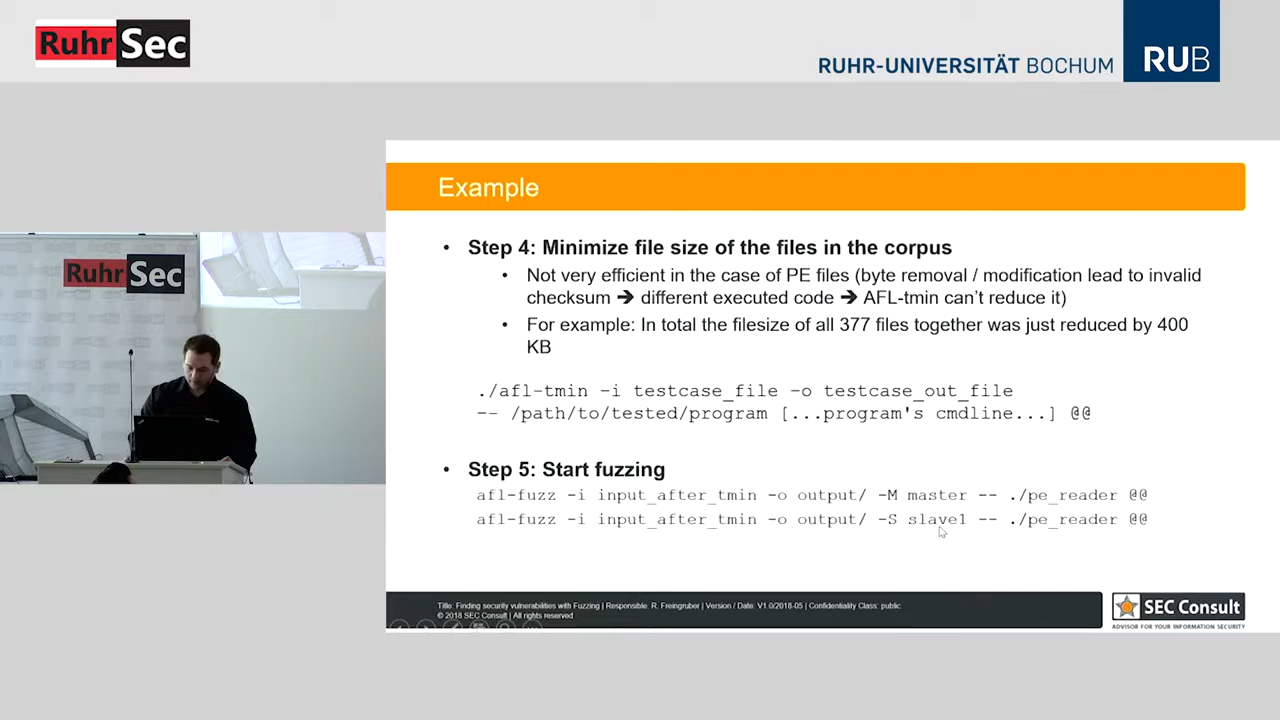 RuhrSec
RUHR-UNIVERSITÄT BOCHUM RUB
RuhrSec
Example
• Step 4: Minimize file size of the files in the corpus
• Not very efficient in the case of PE files (byte removal / modification lead to invalid
checksum ➔ different executed code ➔ AFL-tmin can't reduce it)
• For example: In total the filesize of all 377 files together was just reduced by 400
KB
./afl-tmin –i testcase_file –o testcase_out_file
-- /path/to/tested/program [...program's cmdline...] @@
• Step 5: Start fuzzing
afl-fuzz -i input_after_tmin -o output/ -M master -- ./pe_reader @@
afl-fuzz -i input_after_tmin -o output/ -S slave1 -- ./pe_reader @@
Title: Finding security vulnerabilities with Fuzzing | Responsible: R. Freingruber | Version / Date: V1.0/2018-05 | Confidentiality Class: public
© 2018 SEC Consult | All rights reserved
SEC Consult
ADVISOR FOR YOUR INFORMATION SECURITY